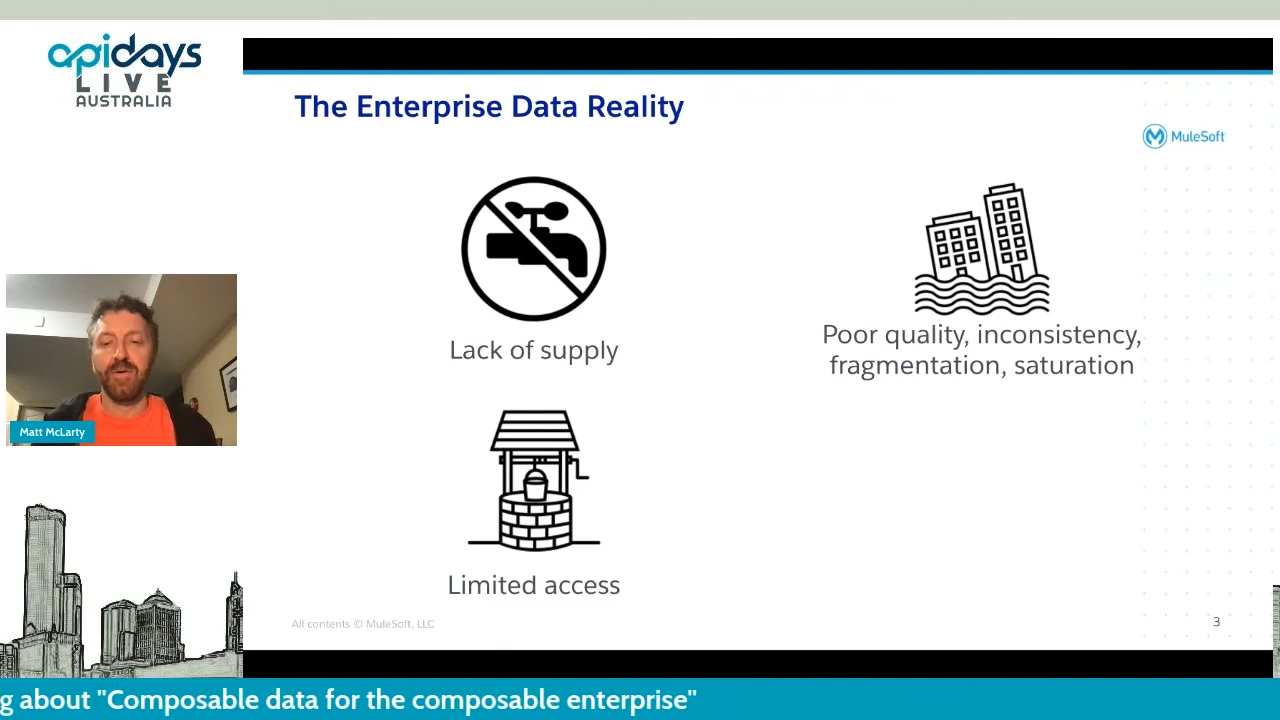 apidays
LIVE
AUSTRALIA
The Enterprise Data Reality
MuleSoft
Lack of supply
Poor quality, inconsistency,
fragmentation, saturation
Matt McLarty
Limited access
All contents © MuleSoft, LLC
3
g about "Composable data for the composable enterprise"